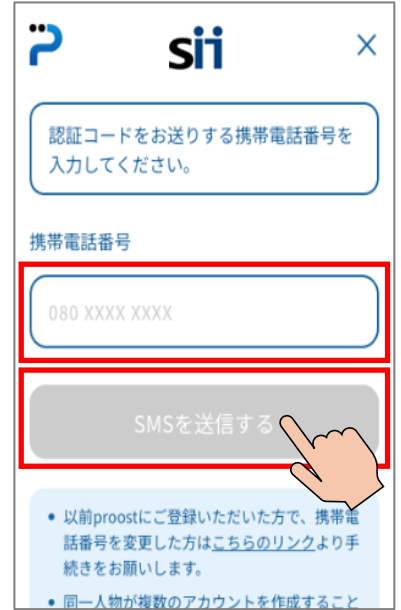 sii
認証コードをお送りする携帯電話番号を
入力してください。
携帯電話番号
080 XXXX XXXX
SMSを送信する
• 以前proostにご登録いただいた方で、携帯電
話番号を変更した方はこちらのリンクより手
続きをお願いします。
• 同一人物が複数のアカウントを作成すること